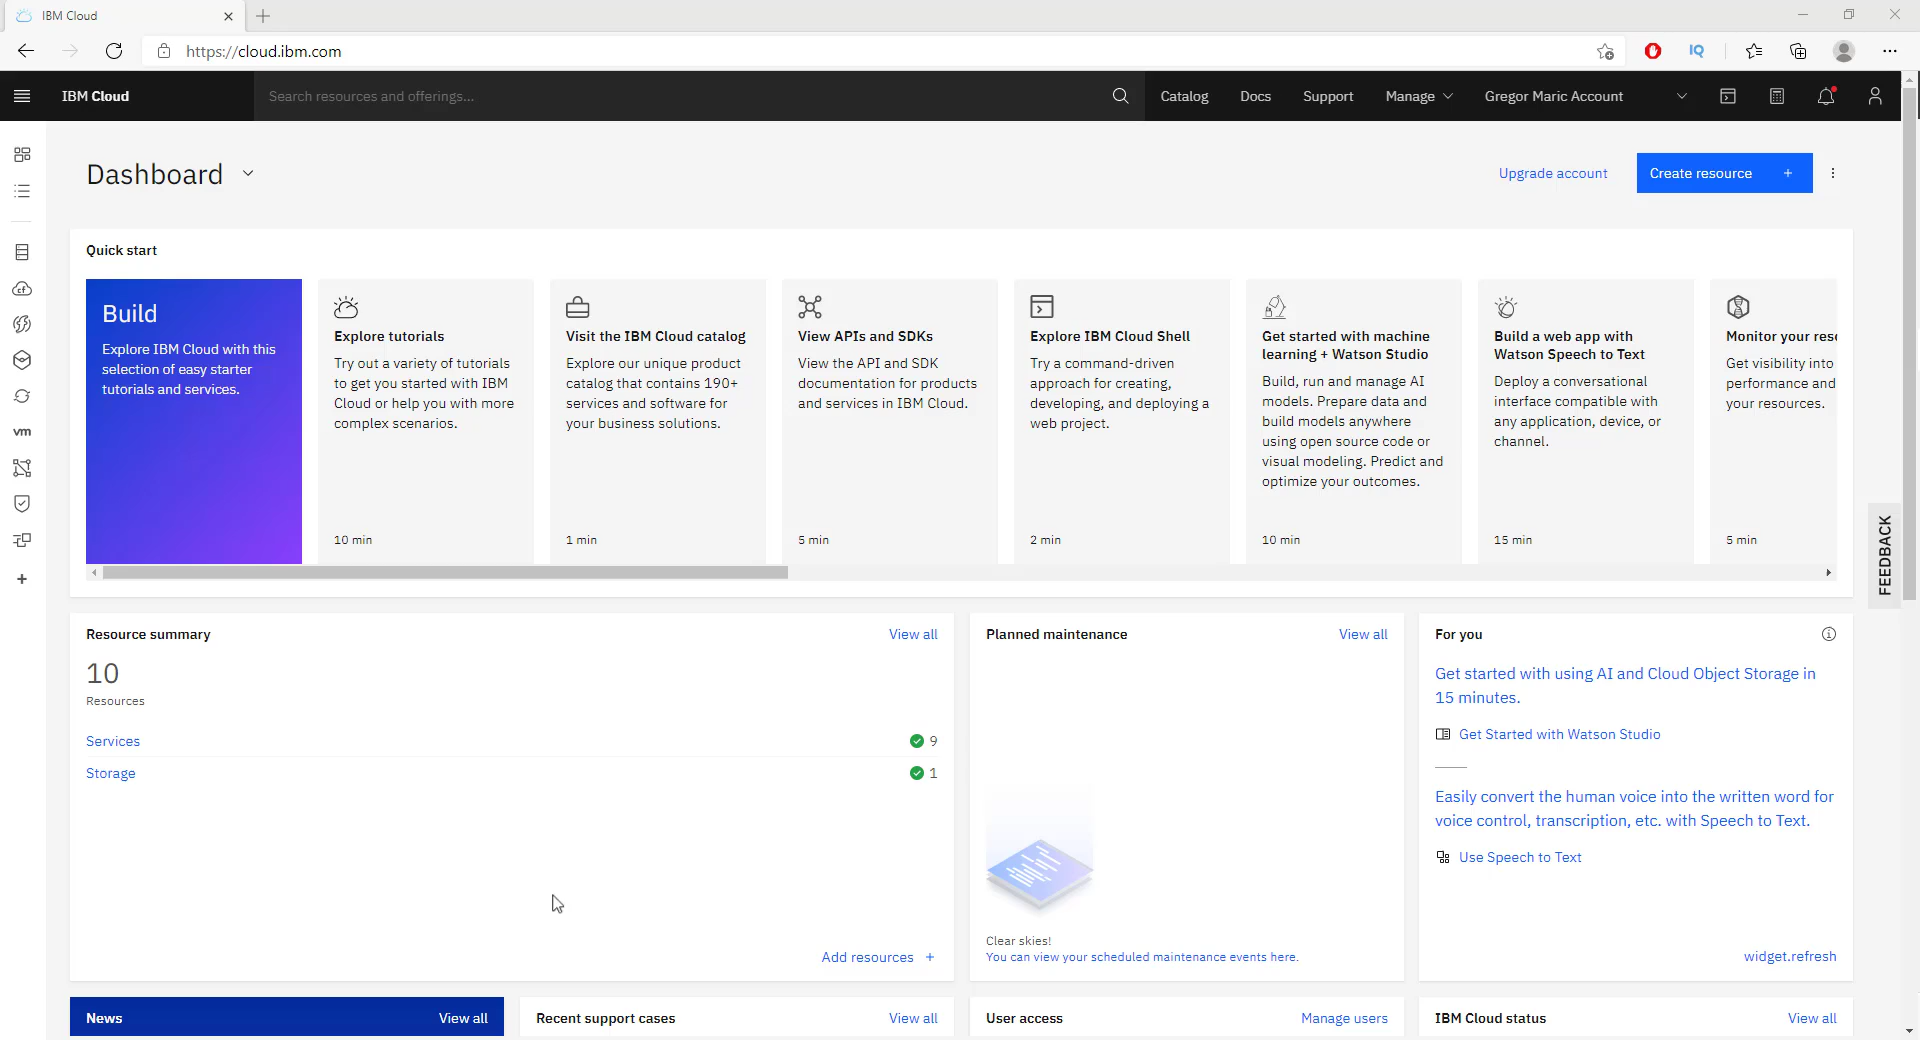 IBM Cloud
https://cloud.ibm.com
IQ
IBM Cloud
Search resources and offerings...
Catalog
Docs
Support
Manage
Gregor Maric Account
Dashboard
Upgrade account
Create resource +
Quick start
Build
Explore IBM Cloud with this
selection of easy starter
tutorials and services.
Explore tutorials
Try out a variety of tutorials
to get you started with IBM
Cloud or help you with more
complex scenarios.
10 min
Visit the IBM Cloud catalog
Explore our unique product
catalog that contains 190+
services and software for
your business solutions.
1 min
View APIs and SDKs
View the API and SDK
documentation for products
and services in IBM Cloud.
5 min
Explore IBM Cloud Shell
Try a command-driven
approach for creating,
developing, and deploying a
web project.
2 min
Get started with machine
learning + Watson Studio
Build, run and manage AI
models. Prepare data and
build models anywhere
using open source code or
visual modeling. Predict and
optimize your outcomes.
10 min
Build a web app with
Watson Speech to Text
Deploy a conversational
interface compatible with
any application, device, or
channel.
15 min
Monitor your reso
Get visibility into
performance and
your resources.
5 min
cf
vm
FEEDBACK
Resource summary
View all
10
Resources
Services
9
Storage
1
Add resources +
Planned maintenance
View all
Clear skies!
You can view your scheduled maintenance events here.
For you
Get started with using AI and Cloud Object Storage in
15 minutes.
Get Started with Watson Studio
Easily convert the human voice into the written word for
voice control, transcription, etc. with Speech to Text.
Use Speech to Text
widget.refresh
News
View all
Recent support cases
View all
User access
Manage users
IBM Cloud status
View all